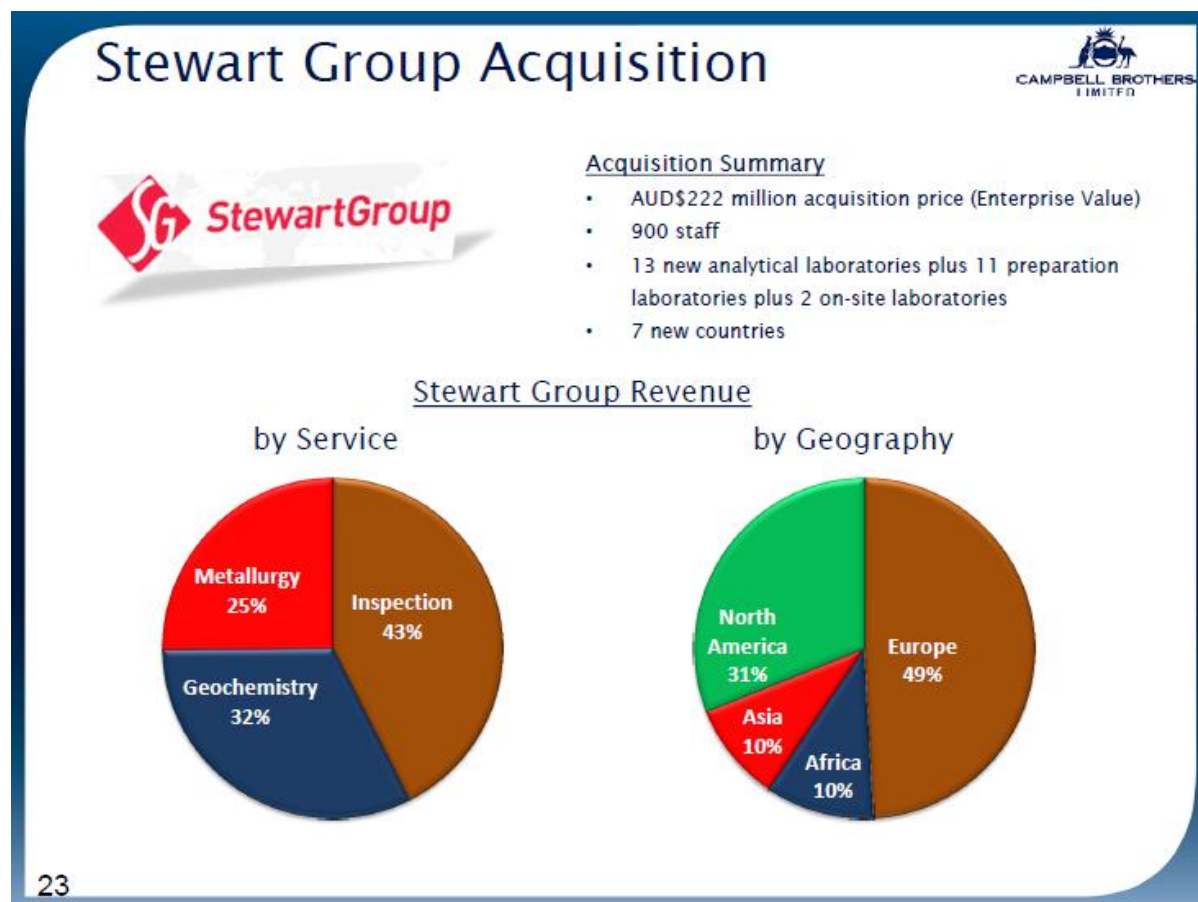 Stewart Group Acquisition
CAMPBELL BROTHERS
LIMITED
SG StewartGroup
Acquisition Summary
• AUD$222 million acquisition price (Enterprise Value)
• 900 staff
• 13 new analytical laboratories plus 11 preparation
laboratories plus 2 on-site laboratories
• 7 new countries
Stewart Group Revenue
by Service
Metallurgy
25%
Inspection
43%
Geochemistry
32%
by Geography
North
America
31%
Europe
49%
Asia
10%
Africa
10%
23